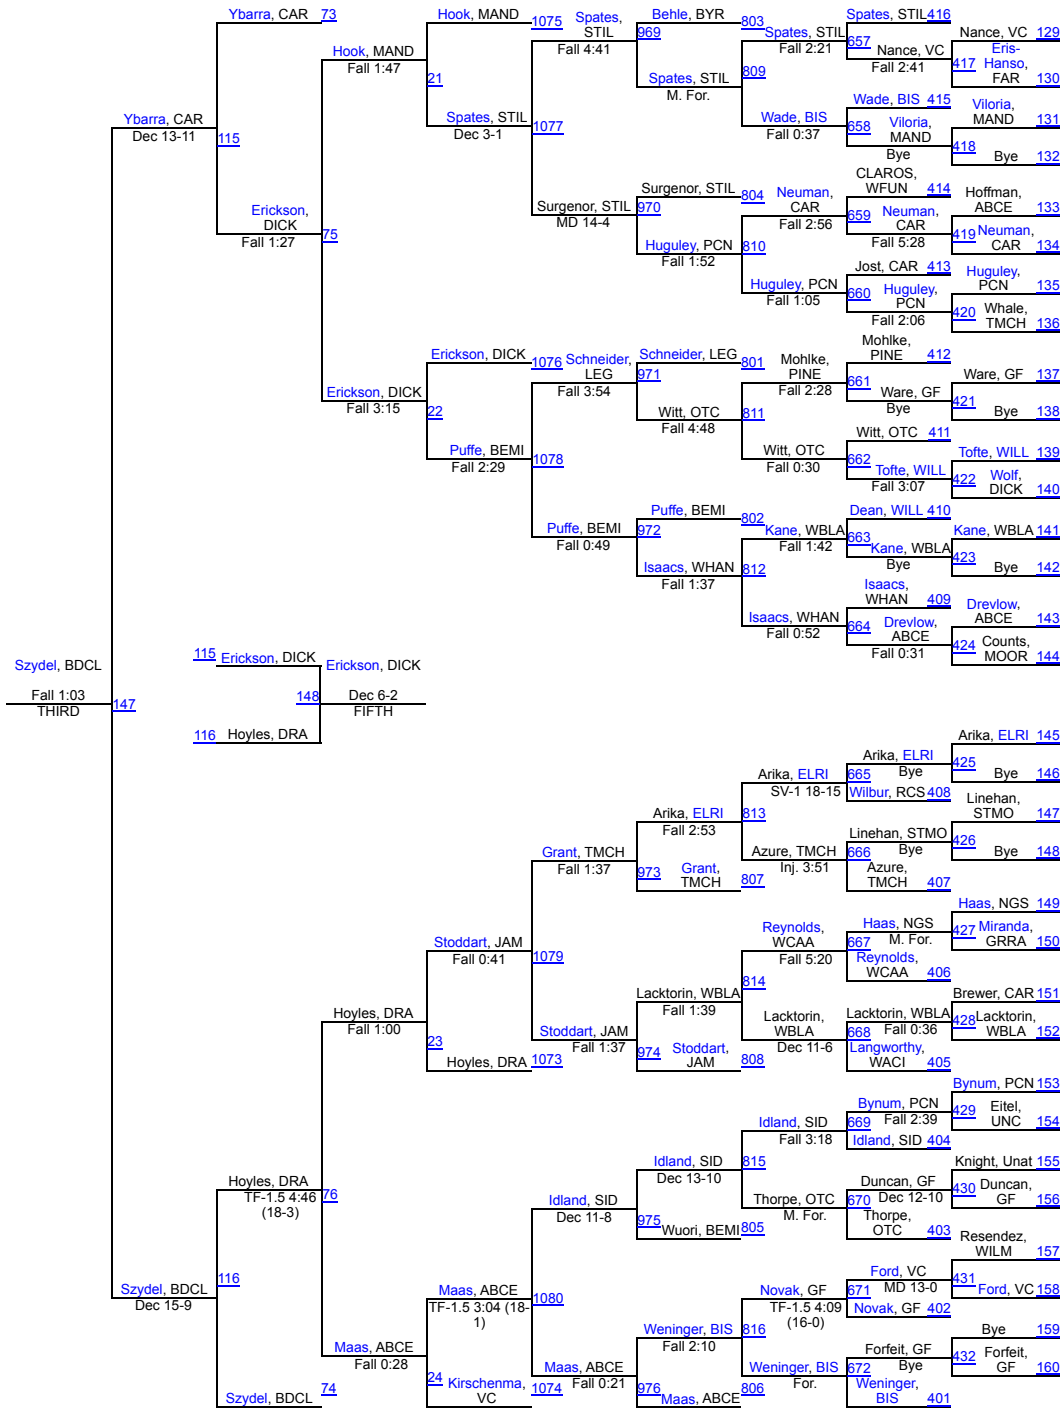 Ybarra, CAR 73
Hook, MAND 1075
Spates, STIL
Fall 4:41
Behle, BYR 803
969
Spates, STIL
Fall 2:21
Spates, STIL 416
657
Nance, VC
Fall 2:41
Nance, VC 129
417 Eris-Hanso, FAR 130
Hook, MAND
Fall 1:47
21
Spates, STIL
M. For.
809
Wade, BIS
Fall 0:37
Wade, BIS 415
658
Viloria, MAND
Bye
Viloria, MAND 131
418
Bye 132
Ybarra, CAR
Dec 13-11
115
Spates, STIL
Dec 3-1
1077
Surgenor, STIL
MD 14-4
Surgenor, STIL 804
970
Neuman, CAR
Fall 2:56
CLAROS, WFUN 414
659
Neuman, CAR
Fall 5:28
Hoffman, ABCE 133
419 Neuman, CAR 134
Erickson, DICK
Fall 1:27
75
Huguley, PCN
Fall 1:52
810
Huguley, PCN
Fall 1:05
Jost, CAR 413
660
Huguley, PCN
Fall 2:06
Huguley, PCN 135
420 Whale, TMCH 136
Erickson, DICK
Fall 3:15
22
Erickson, DICK 1076
Schneider, LEG
Fall 3:54
Schneider, LEG 801
971
Mohlke, PINE
Fall 2:28
Mohlke, PINE 412
661
Ware, GF
Bye
Ware, GF 137
421
Bye 138
Witt, OTC
Fall 4:48
811
Witt, OTC
Fall 0:30
Witt, OTC 411
662
Tofte, WILL
Fall 3:07
Tofte, WILL 139
422 Wolf, DICK 140
Puffe, BEMI
Fall 2:29
1078
Puffe, BEMI
Fall 0:49
Puffe, BEMI 802
972
Kane, WBLA
Fall 1:42
Dean, WILL 410
663
Kane, WBLA
Bye
Kane, WBLA 141
423
Bye 142
Isaacs, WHAN
Fall 1:37
812
Isaacs, WHAN
Fall 0:52
Isaacs, WHAN 409
664
Drevlow, ABCE
Fall 0:31
Drevlow, ABCE 143
424 Counts, MOOR 144
Szydel, BDCL
Fall 1:03
THIRD
147
115 Erickson, DICK
148
116 Hoyles, DRA
Erickson, DICK
Dec 6-2
FIFTH
Arika, ELRI
SV-1 18-15
Arika, ELRI
Bye
665
Wilbur, RCS 408
Arika, ELRI 145
425
Bye 146
Arika, ELRI
Fall 2:53
813
Azure, TMCH
Inj. 3:51
Linehan, STMO
Bye
666
Azure, TMCH 407
Linehan, STMO 147
426
Bye 148
Grant, TMCH
Fall 1:37
973
Grant, TMCH 807
Stoddart, JAM
Fall 0:41
1079
Reynolds, WCAA
Fall 5:20
Haas, NGS
M. For.
667
Reynolds, WCAA 406
Haas, NGS 149
427 Miranda, GRRA 150
814
Lacktorin, WBLA
Fall 1:39
Lacktorin, WBLA
Dec 11-6
Lacktorin, WBLA
Fall 0:36
668
Langworthy, WACI 405
Brewer, CAR 151
428 Lacktorin, WBLA 152
Stoddart, JAM
Fall 1:37
974
Stoddart, JAM 808
Hoyles, DRA
Fall 1:00
23
Hoyles, DRA 1073
Idland, SID
Fall 3:18
Bynum, PCN
Fall 2:39
669
Idland, SID 404
Bynum, PCN 153
429 Eitel, UNC 154
Idland, SID
Dec 13-10
815
Thorpe, OTC
M. For.
Duncan, GF
Dec 12-10
670
Thorpe, OTC 403
Knight, Unat 155
430 Duncan, GF 156
Hoyles, DRA
TF-1.5 4:46
(18-3)
76
Idland, SID
Dec 11-8
975
Wuori, BEMI 805
Szydel, BDCL
Dec 15-9
116
Maas, ABCE
TF-1.5 3:04 (18-1)
1080
Novak, GF
TF-1.5 4:09
(16-0)
Ford, VC
MD 13-0
671
Novak, GF 402
Resendez, WILM 157
431
Ford, VC 158
Weninger, BIS
Fall 2:10
816
Weninger, BIS
For.
Forfeit, GF
Bye
672
Weninger, BIS 401
Bye 159
432 Forfeit, GF 160
Maas, ABCE
Fall 0:28
24
Kirschenma, VC 1074
Maas, ABCE
Fall 0:21
976
Maas, ABCE 806
Szydel, BDCL 74